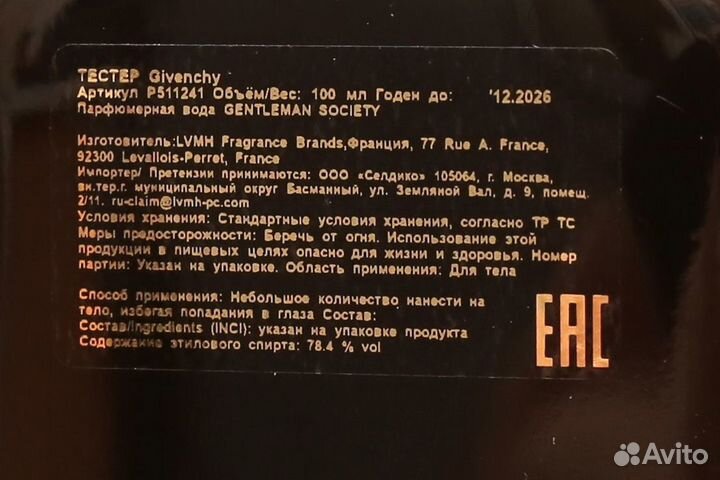 ТЕСТЕР Givenchy
Артикул P511241 Объём/Вес: 100 мл Годен до: '12.2026
Парфюмерная вода GENTLEMAN SOCIETY
Изготовитель:LVMH Fragrance Brands,Франция, 77 Rue A. France,
92300 Levallois-Perret, France
Импортер/ Претензии принимаются: ООО «Селдико» 105064, г. Москва,
вн.тер.г. муниципальный округ Басманный, ул. Земляной Вал, д. 9, помещ.
2/11. ru-claim@lvmh-pc.com
Условия хранения: Стандартные условия хранения, согласно ТР ТС
Меры предосторожности: Беречь от огня. Использование этой
продукции в пищевых целях опасно для жизни и здоровья. Номер
партии: Указан на упаковке. Область применения: Для тела
Способ применения: Небольшое количество нанести на
тело, избегая попадания в глаза Состав:
Состав/Ingredients (INCI): указан на упаковке продукта
Содержание этилового спирта: 78.4 % vol
EAC
Avito